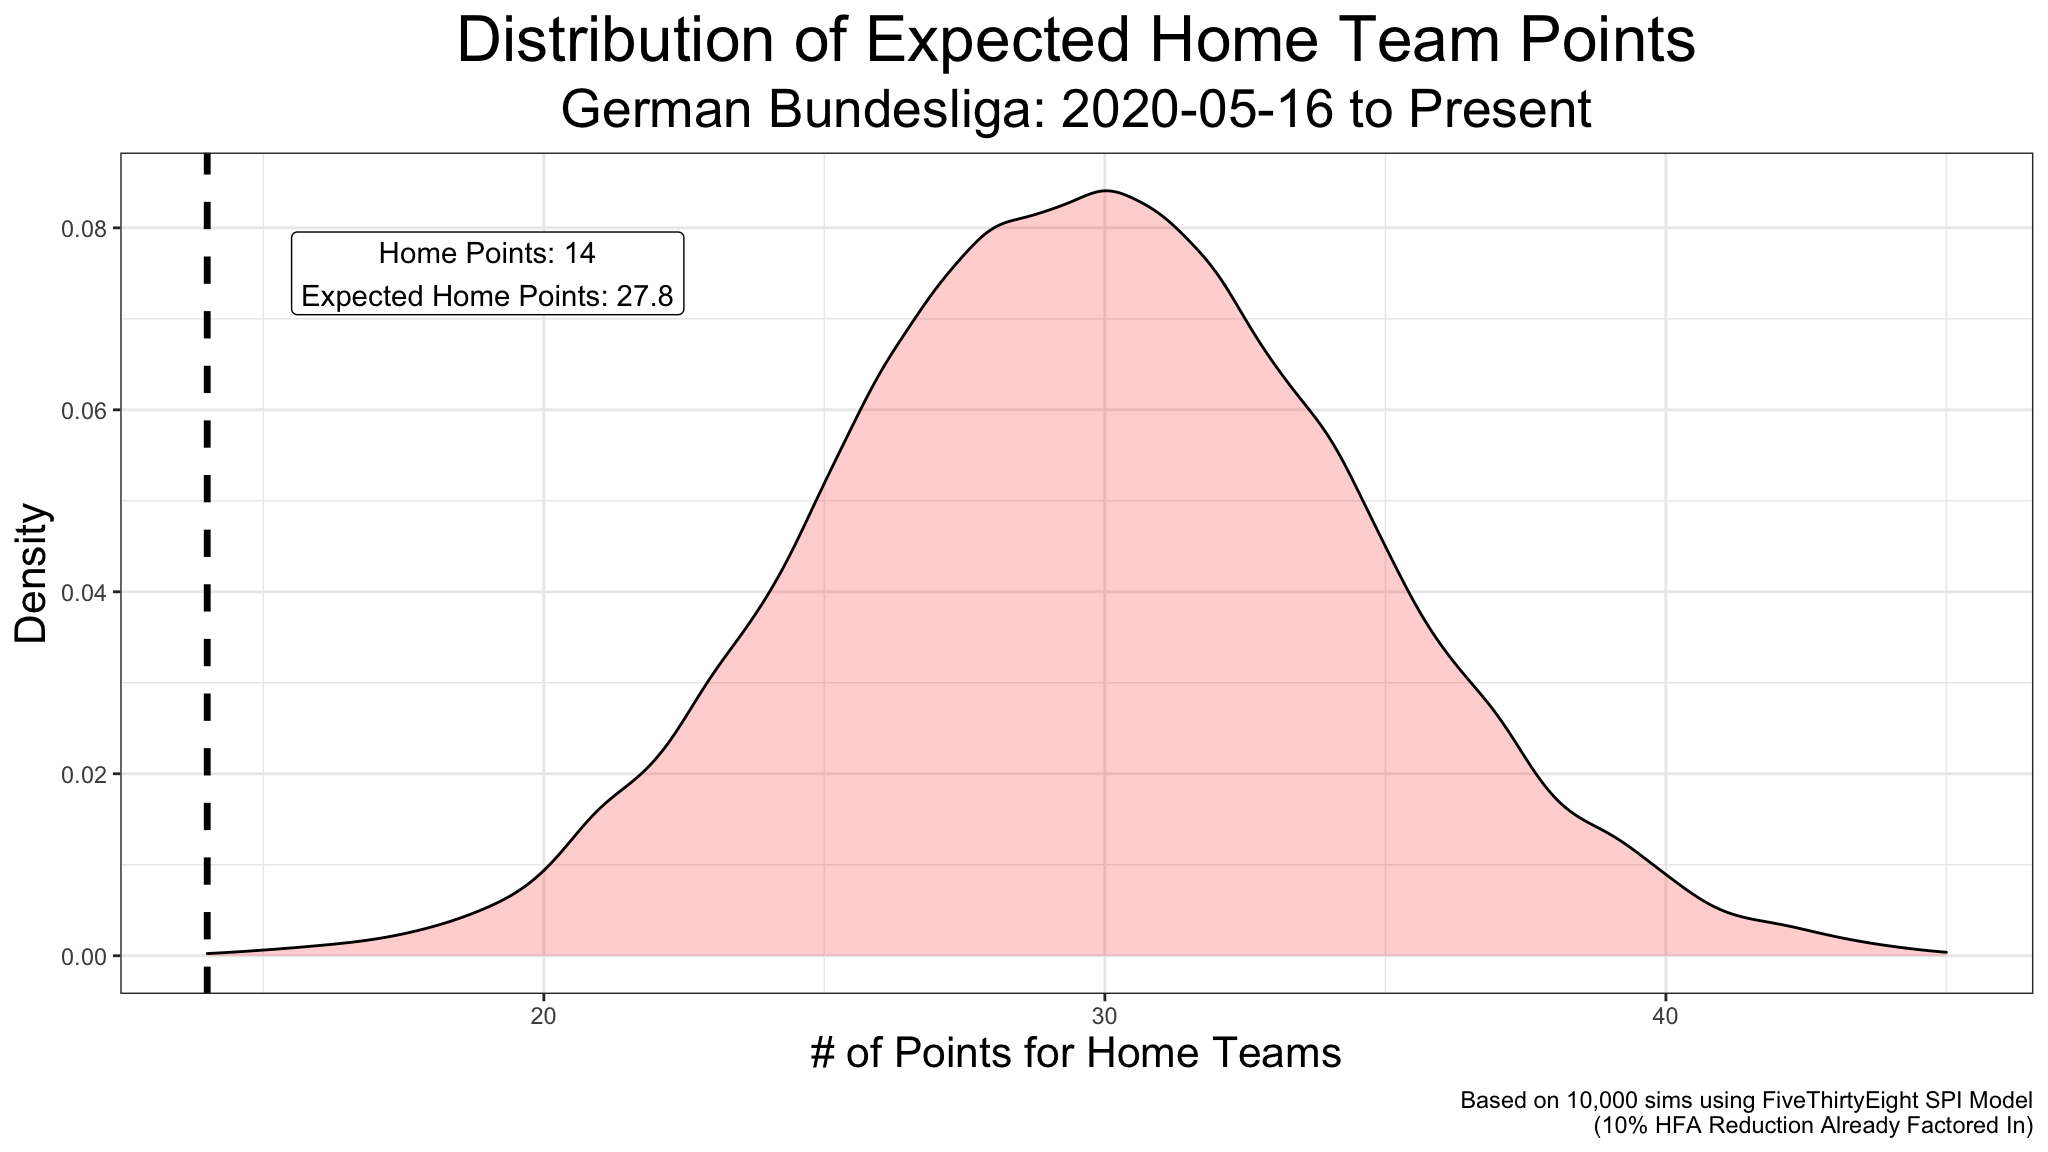 Distribution of Expected Home Team Points
German Bundesliga: 2020-05-16 to Present
Home Points: 14
Expected Home Points: 27.8
Density
0.08
0.06
0.04
0.02
0.00
20
30
40
# of Points for Home Teams
Based on 10,000 sims using FiveThirtyEight SPI Model
(10% HFA Reduction Already Factored In)